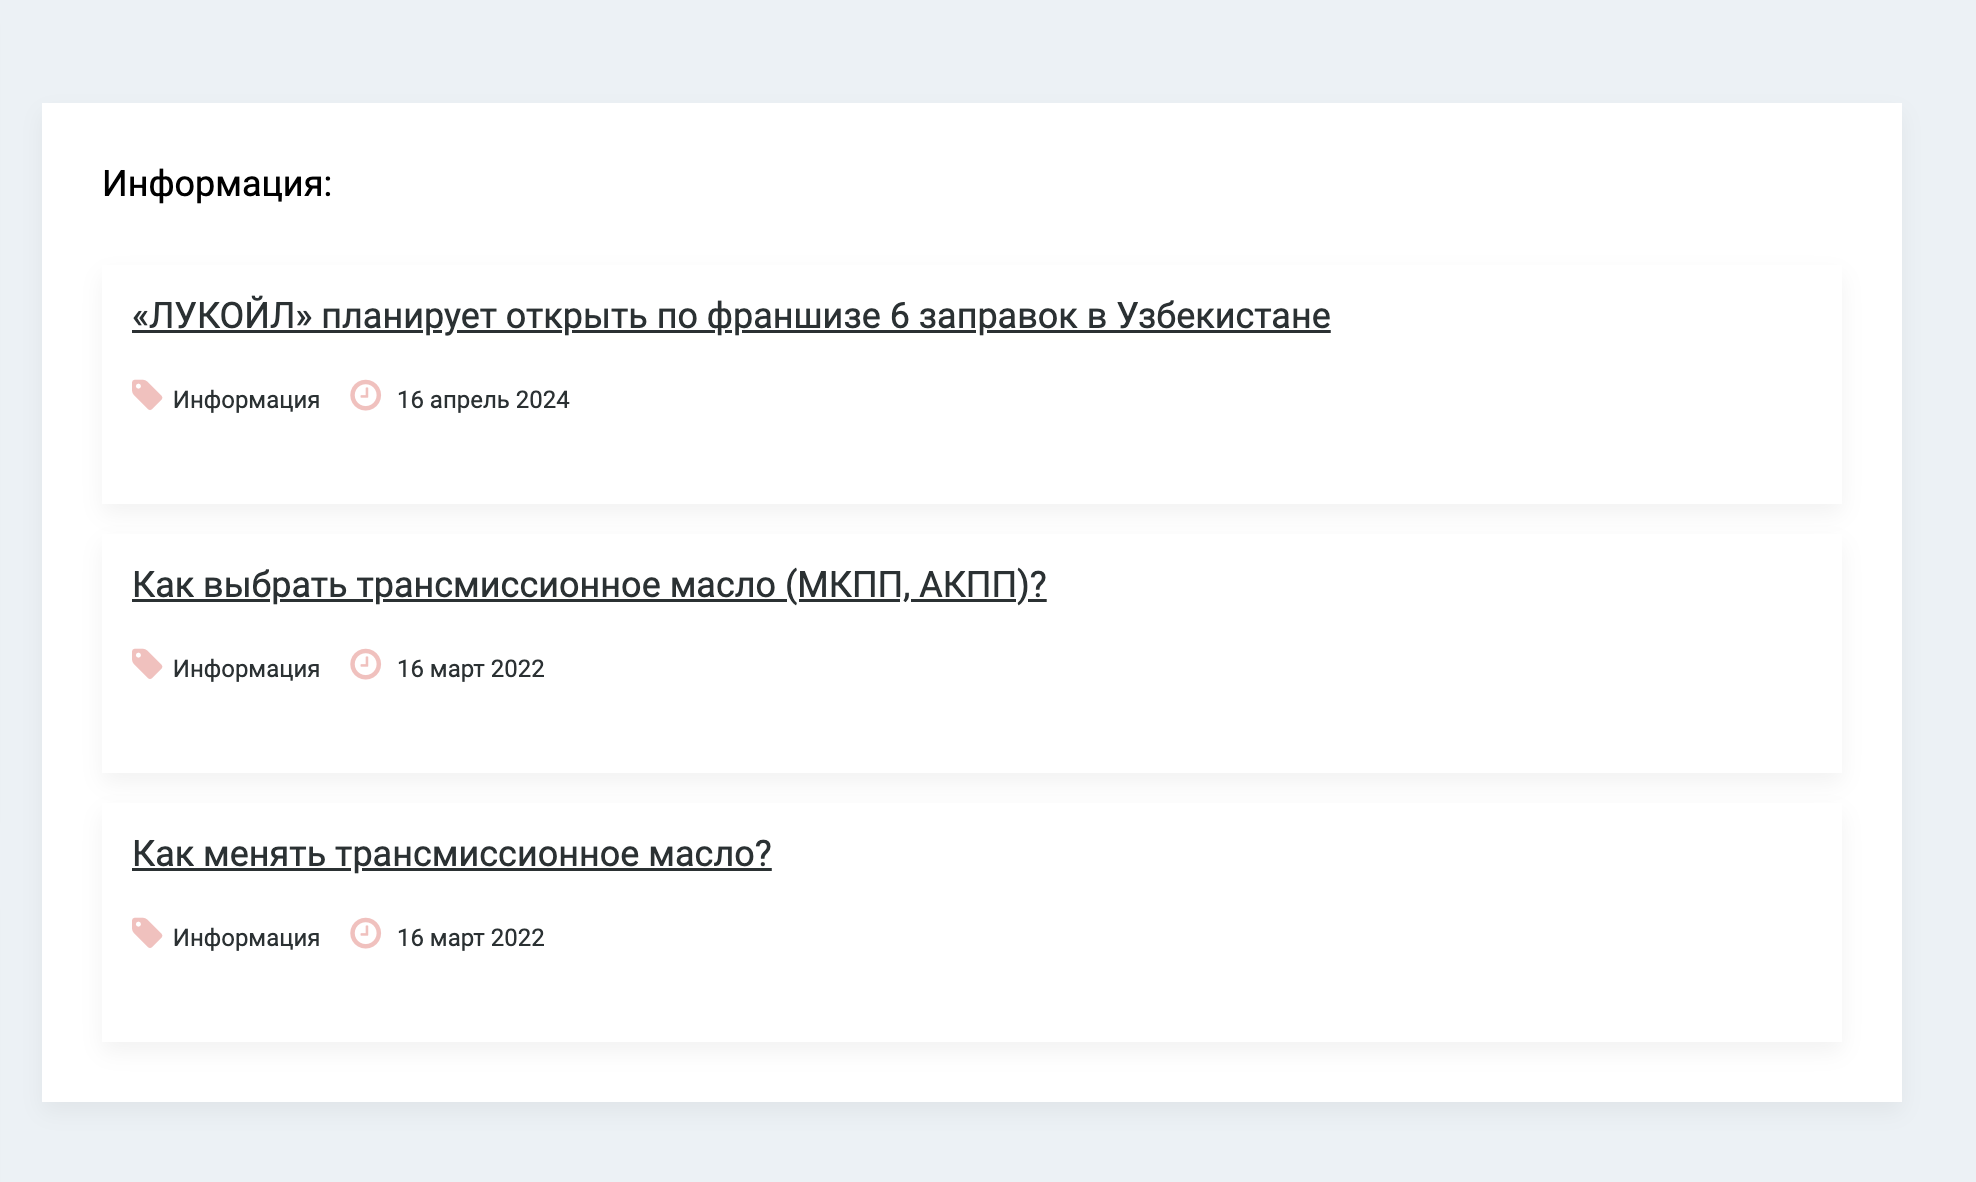 Информация:
«ЛУКОЙЛ» планирует открыть по франшизе 6 заправок в Узбекистане
Информация 16 апрель 2024
Как выбрать трансмиссионное масло (МКПП, АКПП)?
Информация 16 март 2022
Как менять трансмиссионное масло?
Информация 16 март 2022